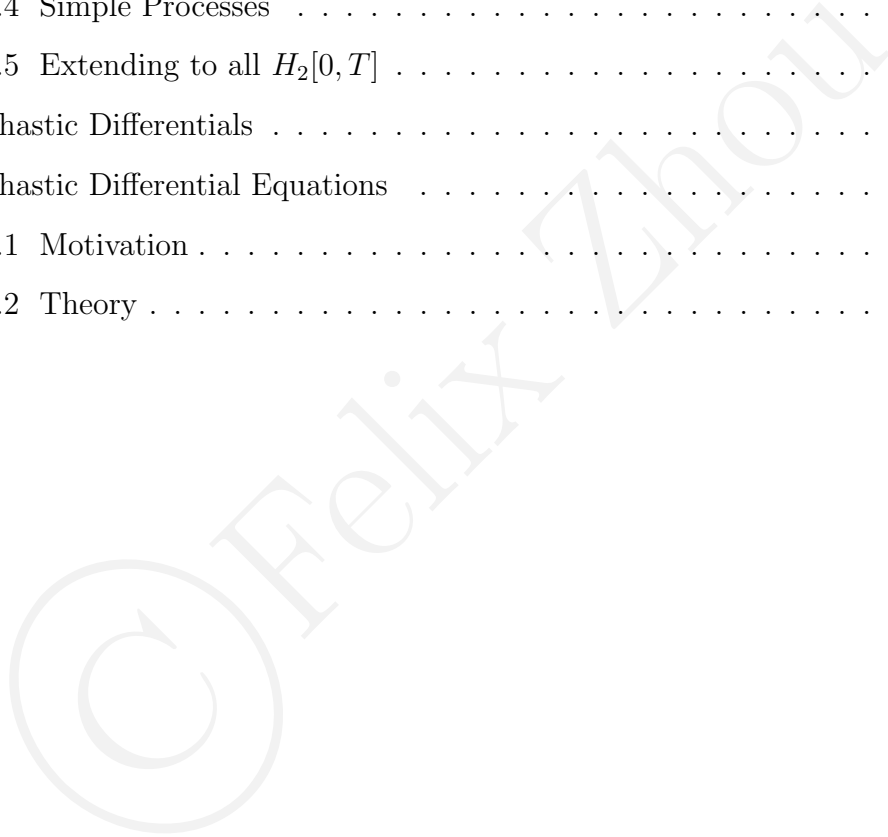 .4 Simple Processes . . . . . . . . . . . . . . . . . . . . . . . .
.5 Extending to all H₂[0, T] . . . . . . . . . . . . . . . . . . . .
hastic Differentials . . . . . . . . . . . . . . . . . . . . . . . . .
hastic Differential Equations . . . . . . . . . . . . . . . . . . .
.1 Motivation . . . . . . . . . . . . . . . . . . . . . . . . . . . .
.2 Theory . . . . . . . . . . . . . . . . . . . . . . . . . . . . . .
©Felix Zhou